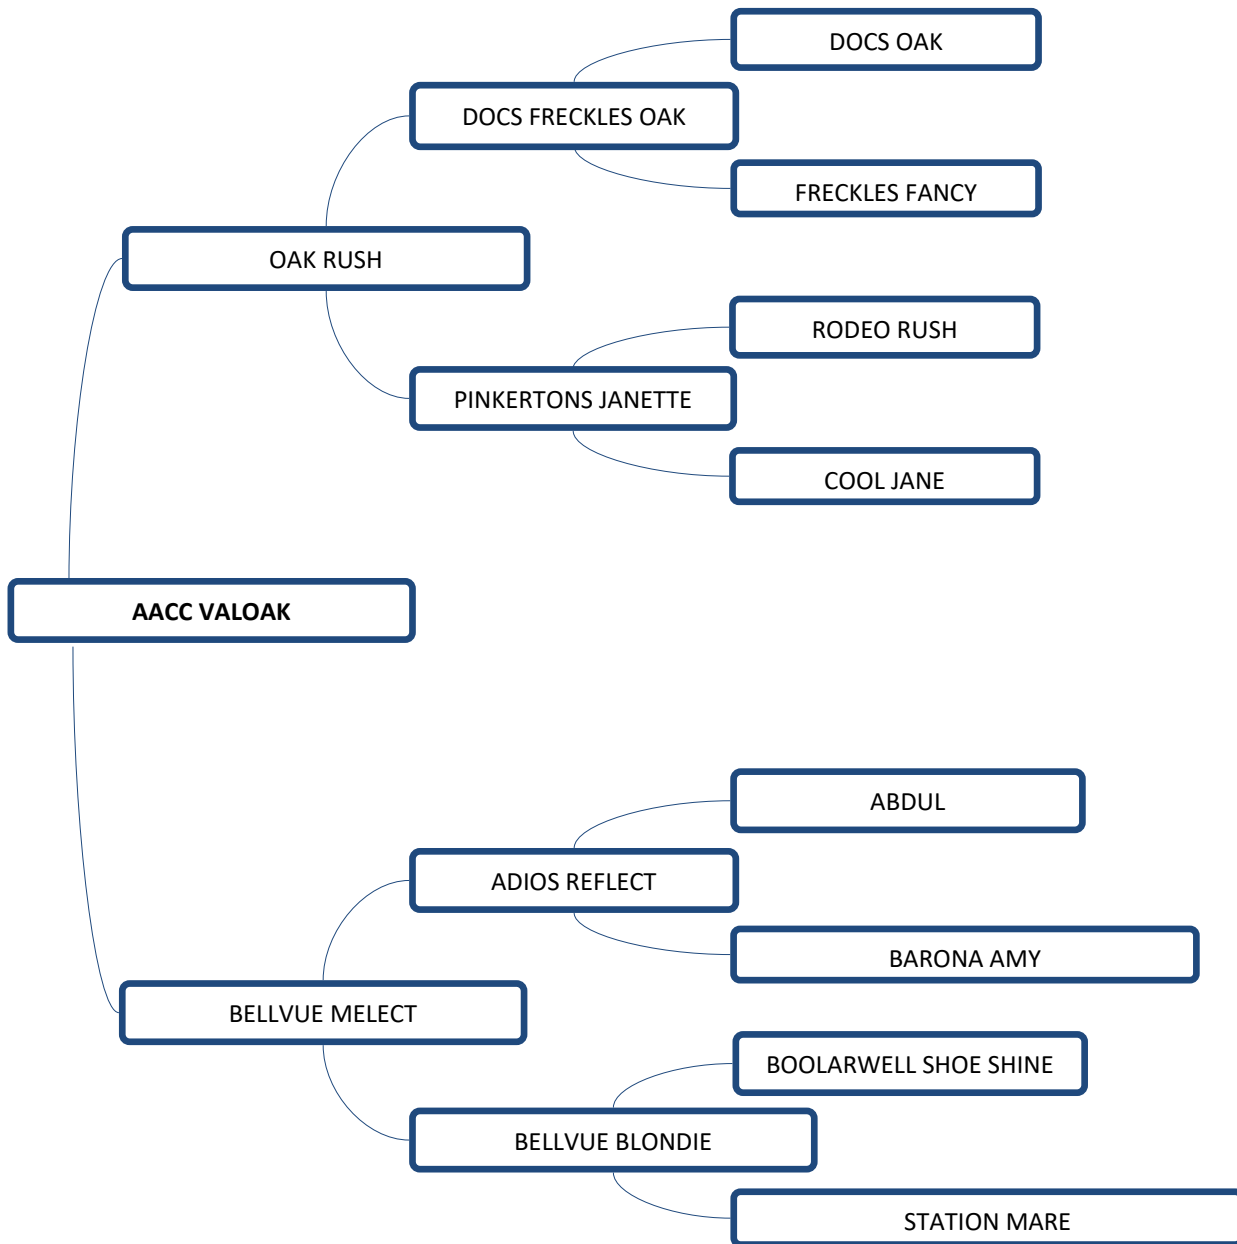 DOCS OAK
DOCS FRECKLES OAK
FRECKLES FANCY
OAK RUSH
RODEO RUSH
PINKERTONS JANETTE
COOL JANE
AACC VALOAK
ABDUL
ADIOS REFLECT
BARONA AMY
BELLVUE MELECT
BOOLARWELL SHOE SHINE
BELLVUE BLONDIE
STATION MARE